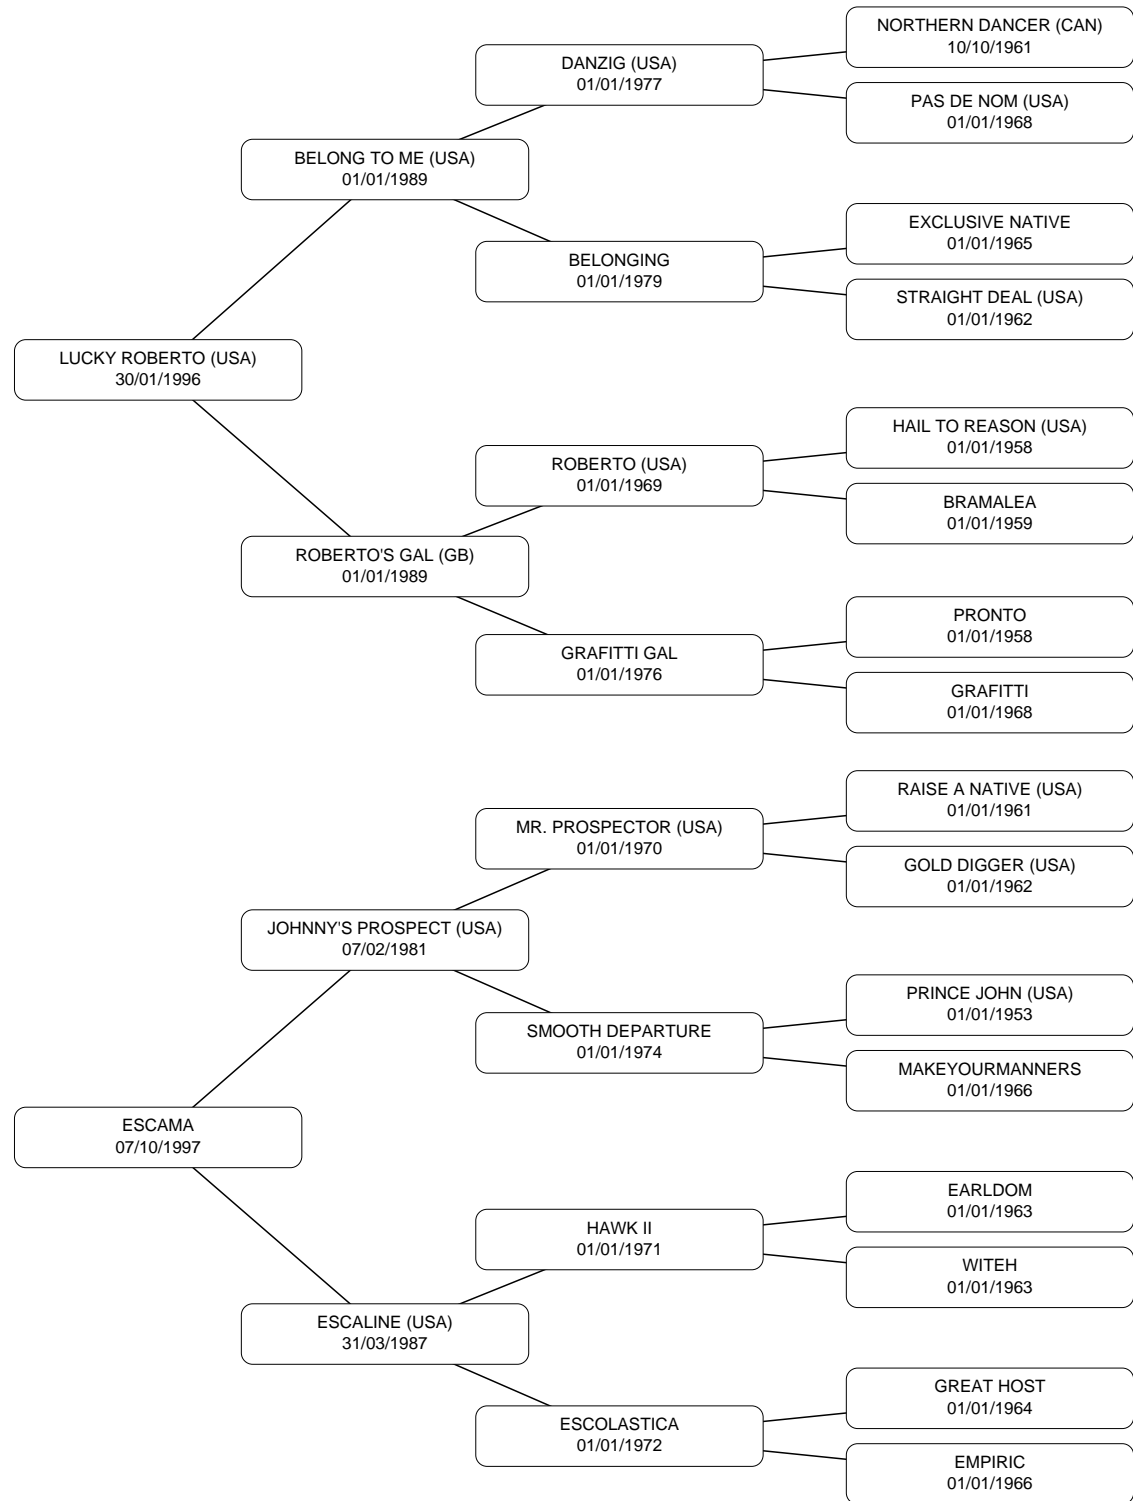 NORTHERN DANCER (CAN)
10/10/1961
DANZIG (USA)
01/01/1977
PAS DE NOM (USA)
01/01/1968
BELONG TO ME (USA)
01/01/1989
EXCLUSIVE NATIVE
01/01/1965
BELONGING
01/01/1979
STRAIGHT DEAL (USA)
01/01/1962
LUCKY ROBERTO (USA)
30/01/1996
HAIL TO REASON (USA)
01/01/1958
ROBERTO (USA)
01/01/1969
BRAMALEA
01/01/1959
ROBERTO'S GAL (GB)
01/01/1989
PRONTO
01/01/1958
GRAFITTI GAL
01/01/1976
GRAFITTI
01/01/1968
RAISE A NATIVE (USA)
01/01/1961
MR. PROSPECTOR (USA)
01/01/1970
GOLD DIGGER (USA)
01/01/1962
JOHNNY'S PROSPECT (USA)
07/02/1981
PRINCE JOHN (USA)
01/01/1953
SMOOTH DEPARTURE
01/01/1974
MAKEYOURMANNERS
01/01/1966
ESCAMA
07/10/1997
EARLDOM
01/01/1963
HAWK II
01/01/1971
WITEH
01/01/1963
ESCALINE (USA)
31/03/1987
GREAT HOST
01/01/1964
ESCOLASTICA
01/01/1972
EMPIRIC
01/01/1966